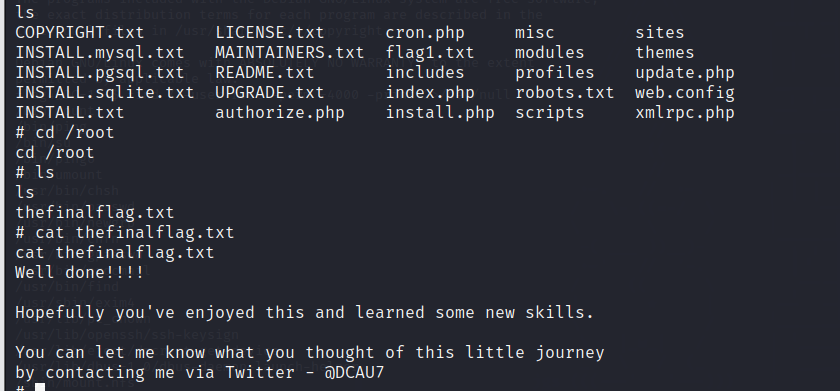 ls
COPYRIGHT.txt LICENSE.txt cron.php misc sites
INSTALL.mysql.txt MAINTAINERS.txt flag1.txt modules themes
INSTALL.pgsql.txt README.txt includes profiles update.php
INSTALL.sqlite.txt UPGRADE.txt index.php robots.txt web.config
INSTALL.txt authorize.php install.php scripts xmlrpc.php
# cd /root
cd /root
# ls
ls
thefinalflag.txt
# cat thefinalflag.txt
cat thefinalflag.txt
Well done!!!!
Hopefully you've enjoyed this and learned some new skills.
You can let me know what you thought of this little journey
by contacting me via Twitter - @DCAU7
#